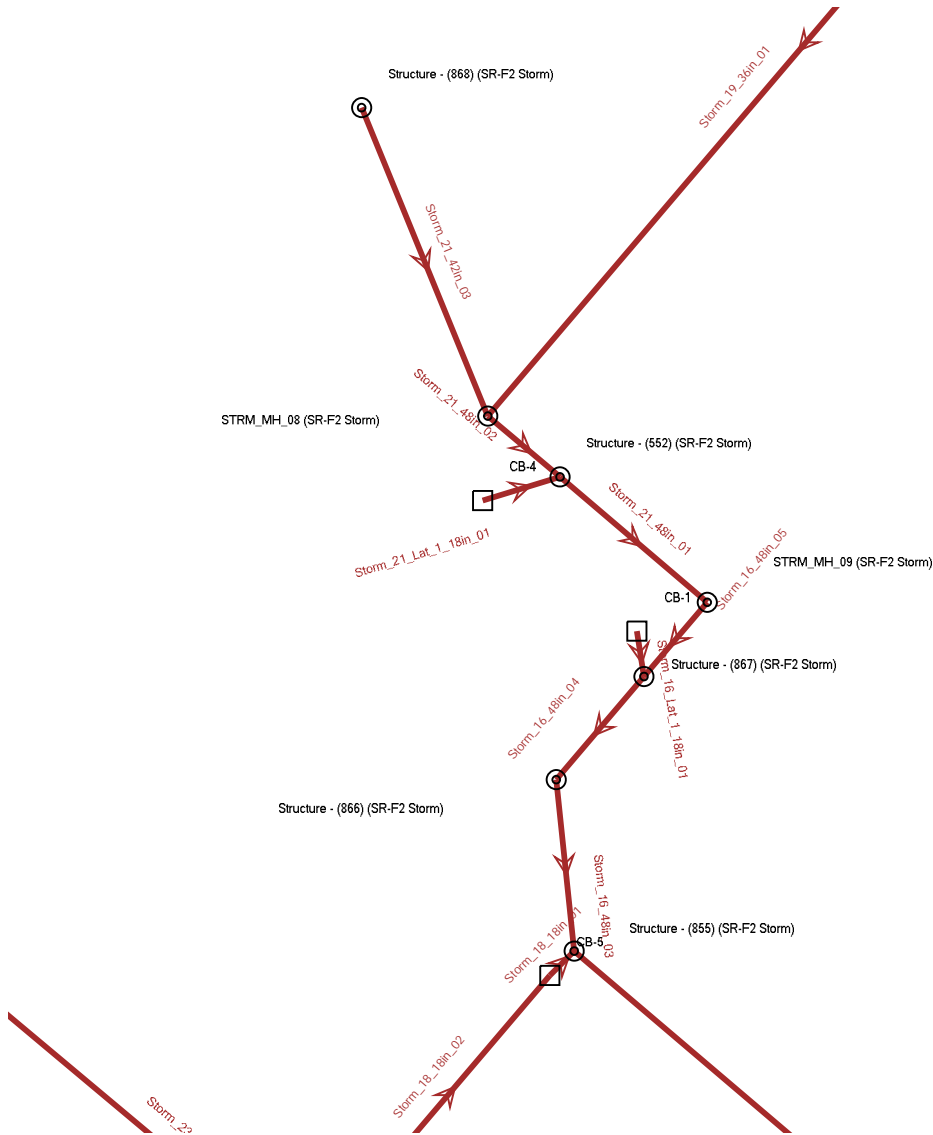 Structure - (868) (SR-F2 Storm)
Storm_19_36in_01
Storm_21_42in_03
Storm_21_48in_02
STRM_MH_08 (SR-F2 Storm)
Structure - (552) (SR-F2 Storm)
CB-4
Storm_21_48in_01
Storm_21_Lat_1_18in_01
Storm_16_48in_05
STRM_MH_09 (SR-F2 Storm)
CB-1
Structure - (867) (SR-F2 Storm)
Storm_16_Lat_1_18in_01
Storm_16_48in_04
Structure - (866) (SR-F2 Storm)
Storm_16_48in_03
Storm_18_18in_01
Structure - (855) (SR-F2 Storm)
CB-5
Storm_18_18in_02
Storm_23